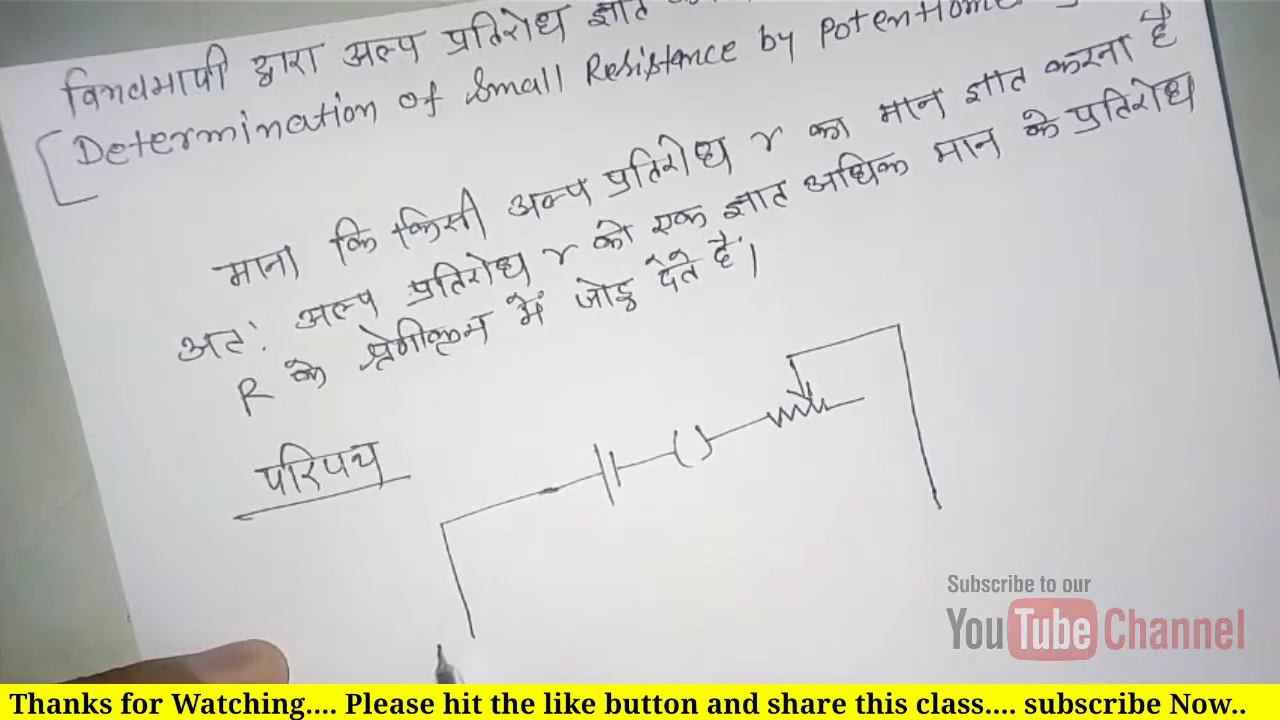 विभवमापी द्वारा अल्प प्रतिरोध ज्ञात
[Determination of Small Resistance by Potentiome
माना कि किसी अल्प प्रतिरोध r का मान ज्ञात करना है
अतः अल्प प्रतिरोध r को एक ज्ञात अधिक मान के प्रतिरोध
R के श्रेणीक्रम में जोड़ देते हैं।
परिपथ
Subscribe to our
YouTube Channel
Thanks for Watching.... Please hit the like button and share this class.... subscribe Now..